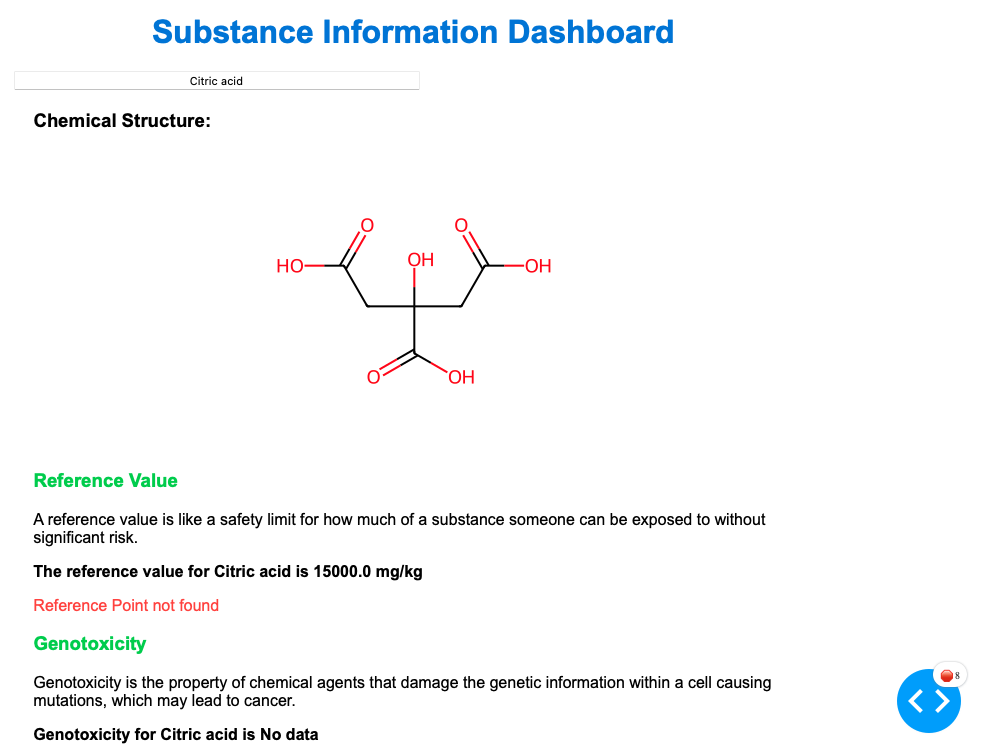 Substance Information Dashboard
Citric acid
Chemical Structure:
O
O
HO
OH
OH
O
OH
Reference Value
A reference value is like a safety limit for how much of a substance someone can be exposed to without
significant risk.
The reference value for Citric acid is 15000.0 mg/kg
Reference Point not found
Genotoxicity
Genotoxicity is the property of chemical agents that damage the genetic information within a cell causing
mutations, which may lead to cancer.
8
Genotoxicity for Citric acid is No data